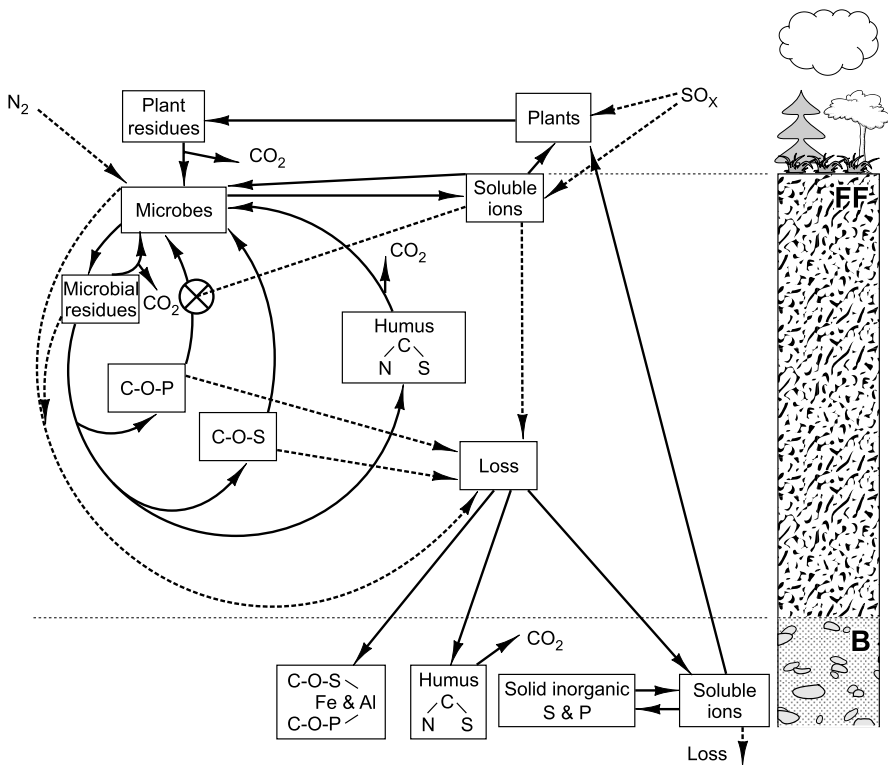 N₂
Plant
residues
Plants
SOₓ
CO₂
Microbes
Soluble
ions
FF
CO₂
Microbial
residues
CO₂
Humus
C
N S
C-O-P
C-O-S
Loss
B
CO₂
C-O-S
Fe & Al
C-O-P
Humus
C
N S
Solid inorganic
S & P
Soluble
ions
Loss